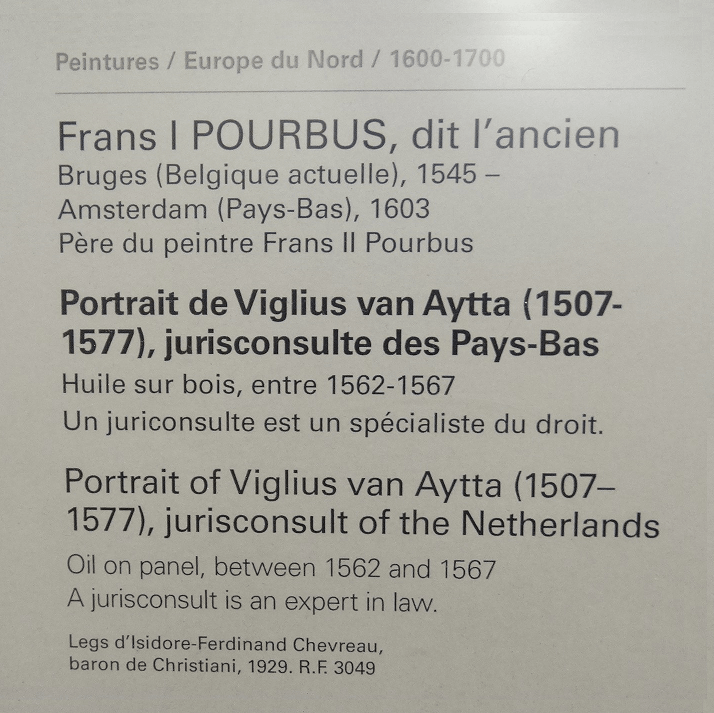 Peintures / Europe du Nord / 1600-1700
Frans I POURBUS, dit l'ancien
Bruges (Belgique actuelle), 1545 –
Amsterdam (Pays-Bas), 1603
Père du peintre Frans II Pourbus
Portrait de Viglius van Aytta (1507-
1577), jurisconsulte des Pays-Bas
Huile sur bois, entre 1562-1567
Un juriconsulte est un spécialiste du droit.
Portrait of Viglius van Aytta (1507–
1577), jurisconsult of the Netherlands
Oil on panel, between 1562 and 1567
A jurisconsult is an expert in law.
Legs d'Isidore-Ferdinand Chevreau,
baron de Christiani, 1929. R.F. 3049